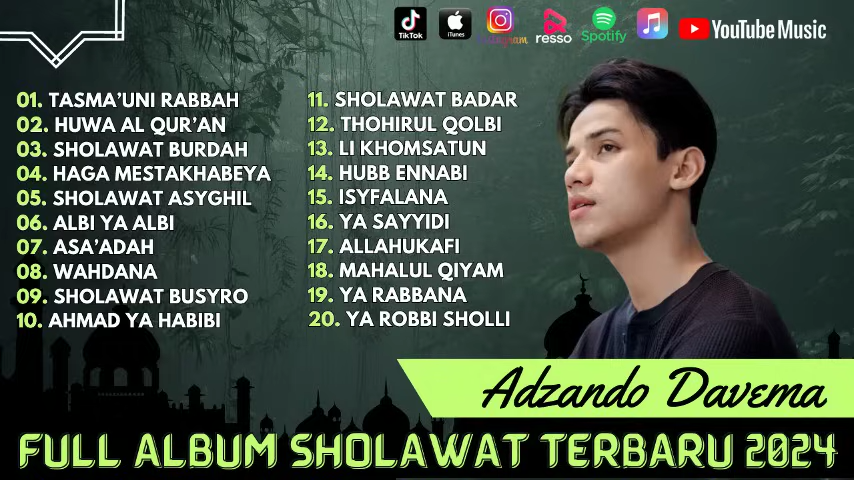 TikTok
iTunes
Instagram
resso
Spotify
YouTube Music
01. TASMA’UNI RABBAH
02. HUWA AL QUR’AN
03. SHOLAWAT BURDAH
04. HAGA MESTAKHABEYA
05. SHOLAWAT ASYGHIL
06. ALBI YA ALBI
07. ASA’ADAH
08. WAHDANA
09. SHOLAWAT BUSYRO
10. AHMAD YA HABIBI
11. SHOLAWAT BADAR
12. THOHIRUL QOLBI
13. LI KHOMSATUN
14. HUBB ENNABI
15. ISYFALANA
16. YA SAYYIDI
17. ALLAHUKAFI
18. MAHALUL QIYAM
19. YA RABBANA
20. YA ROBBI SHOLLI
Adzando Davema
FULL ALBUM SHOLAWAT TERBARU 2024